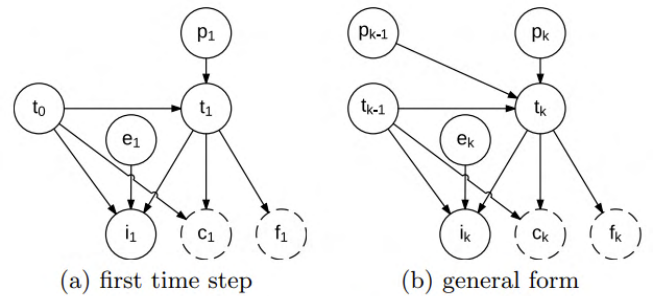 p1
pk-1
pk
t0
t1
tk-1
tk
e1
ek
i1
c1
f1
ik
ck
fk
(a) first time step
(b) general form